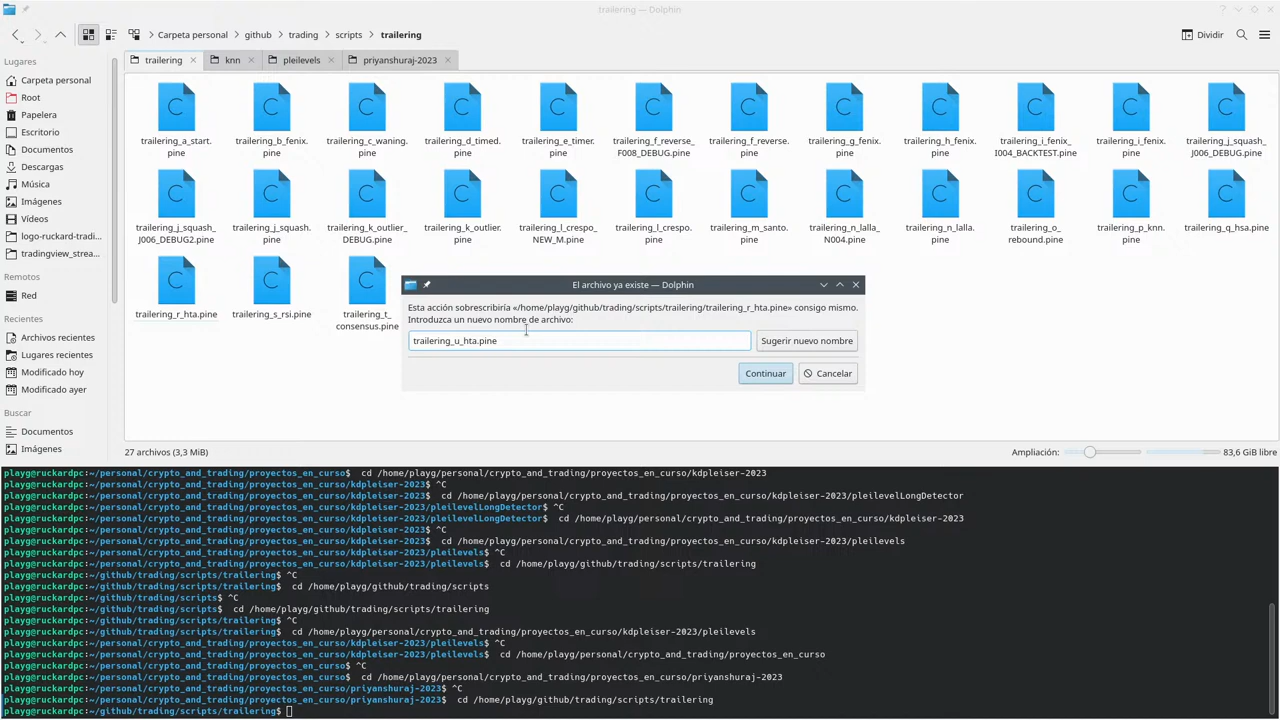 trailering — Dolphin
Carpeta personal > github > trading > scripts > trailering
Dividir
trailering
knn
pleilevels
priyanshuraj-2023
Lugares
Carpeta personal
Root
Papelera
Escritorio
Documentos
Descargas
Música
Imágenes
Vídeos
logo-ruckard-tradi...
tradingview_strea...
Remotos
Red
Recientes
Archivos recientes
Lugares recientes
Modificado hoy
Modificado ayer
Buscar
Documentos
Imágenes
trailering_a_start.
pine
trailering_b_fenix.
pine
trailering_c_waning.
pine
trailering_d_timed.
pine
trailering_e_timer.
pine
trailering_f_reverse_
F008_DEBUG.pine
trailering_f_reverse.
pine
trailering_g_fenix.
pine
trailering_h_fenix.
pine
trailering_i_fenix_
I004_BACKTEST.pine
trailering_i_fenix.
pine
trailering_j_squash_
J006_DEBUG.pine
trailering_j_squash_
J006_DEBUG2.pine
trailering_j_squash.
pine
trailering_k_outlier_
DEBUG.pine
trailering_k_outlier.
pine
trailering_l_crespo_
NEW_M.pine
trailering_l_crespo.
pine
trailering_m_santo.
pine
trailering_n_lalla_
N004.pine
trailering_n_lalla.
pine
trailering_o_
rebound.pine
trailering_p_knn.
pine
trailering_q_hsa.pine
trailering_r_hta.pine
trailering_s_rsi.pine
trailering_t_
consensus.pine
El archivo ya existe — Dolphin
Esta acción sobrescribiría «/home/playg/github/trading/scripts/trailering/trailering_r_hta.pine» consigo mismo.
Introduzca un nuevo nombre de archivo:
trailering_u_hta.pine
Sugerir nuevo nombre
Continuar
Cancelar
27 archivos (3,3 MiB)
Ampliación:
83,6 GiB libre
playg@ruckardpc:~/personal/crypto_and_trading/proyectos_en_curso$  cd /home/playg/personal/crypto_and_trading/proyectos_en_curso/kdpleiser-2023
playg@ruckardpc:~/personal/crypto_and_trading/proyectos_en_curso/kdpleiser-2023$ ^C
playg@ruckardpc:~/personal/crypto_and_trading/proyectos_en_curso/kdpleiser-2023$  cd /home/playg/personal/crypto_and_trading/proyectos_en_curso/kdpleiser-2023/pleilevelLongDetector
playg@ruckardpc:~/personal/crypto_and_trading/proyectos_en_curso/kdpleiser-2023/pleilevelLongDetector$ ^C
playg@ruckardpc:~/personal/crypto_and_trading/proyectos_en_curso/kdpleiser-2023/pleilevelLongDetector$  cd /home/playg/personal/crypto_and_trading/proyectos_en_curso/kdpleiser-2023
playg@ruckardpc:~/personal/crypto_and_trading/proyectos_en_curso/kdpleiser-2023$ ^C
playg@ruckardpc:~/personal/crypto_and_trading/proyectos_en_curso/kdpleiser-2023$  cd /home/playg/personal/crypto_and_trading/proyectos_en_curso/kdpleiser-2023/pleilevels
playg@ruckardpc:~/personal/crypto_and_trading/proyectos_en_curso/kdpleiser-2023/pleilevels$ ^C
playg@ruckardpc:~/personal/crypto_and_trading/proyectos_en_curso/kdpleiser-2023/pleilevels$  cd /home/playg/github/trading/scripts/trailering
playg@ruckardpc:~/github/trading/scripts/trailering$ ^C
playg@ruckardpc:~/github/trading/scripts/trailering$  cd /home/playg/github/trading/scripts
playg@ruckardpc:~/github/trading/scripts$ ^C
playg@ruckardpc:~/github/trading/scripts$  cd /home/playg/github/trading/scripts/trailering
playg@ruckardpc:~/github/trading/scripts/trailering$ ^C
playg@ruckardpc:~/github/trading/scripts/trailering$  cd /home/playg/personal/crypto_and_trading/proyectos_en_curso/kdpleiser-2023/pleilevels
playg@ruckardpc:~/personal/crypto_and_trading/proyectos_en_curso/kdpleiser-2023/pleilevels$ ^C
playg@ruckardpc:~/personal/crypto_and_trading/proyectos_en_curso/kdpleiser-2023/pleilevels$  cd /home/playg/personal/crypto_and_trading/proyectos_en_curso
playg@ruckardpc:~/personal/crypto_and_trading/proyectos_en_curso$ ^C
playg@ruckardpc:~/personal/crypto_and_trading/proyectos_en_curso$  cd /home/playg/personal/crypto_and_trading/proyectos_en_curso/priyanshuraj-2023
playg@ruckardpc:~/personal/crypto_and_trading/proyectos_en_curso/priyanshuraj-2023$ ^C
playg@ruckardpc:~/personal/crypto_and_trading/proyectos_en_curso/priyanshuraj-2023$  cd /home/playg/github/trading/scripts/trailering
playg@ruckardpc:~/github/trading/scripts/trailering$